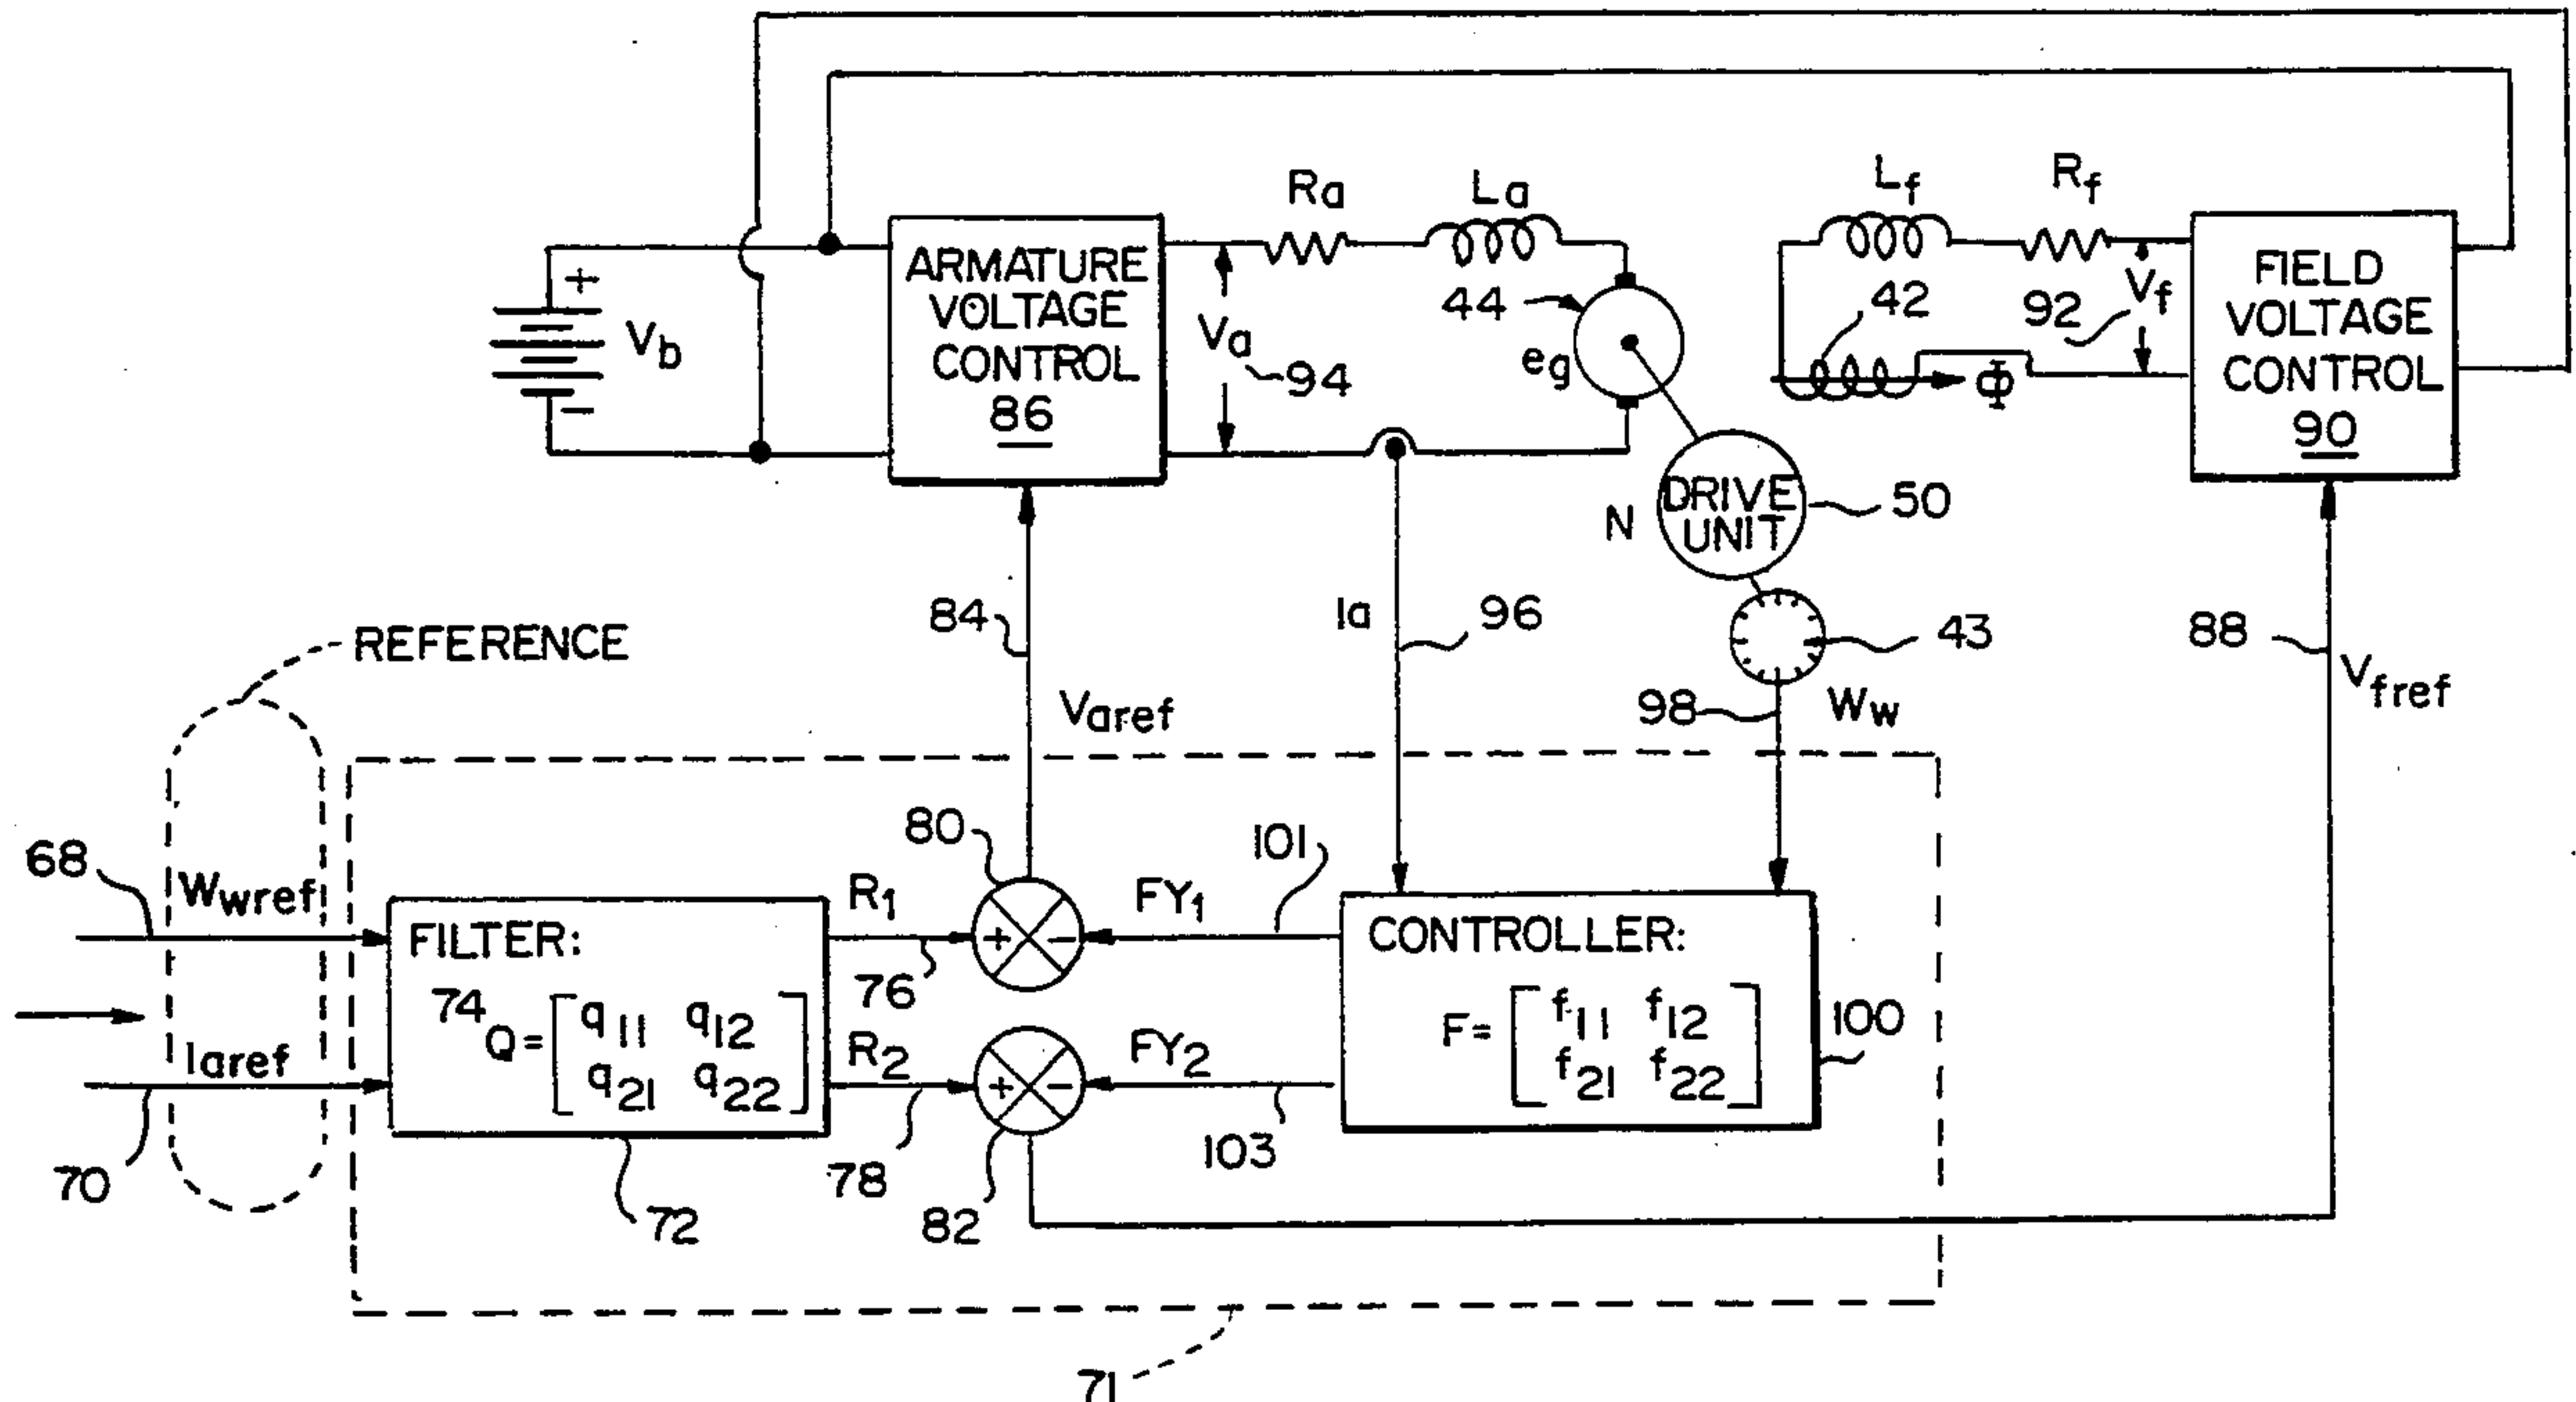 Ra
La
Lf
Rf
+
Vb
−
ARMATURE
VOLTAGE
CONTROL
86
Va
94
44
eg
42
Φ
92
Vf
FIELD
VOLTAGE
CONTROL
90
N
DRIVE
UNIT
50
REFERENCE
84
Varef
Ia
96
43
98
Ww
88
Vfref
68
Wwref
Iaref
70
FILTER:
74
Q= [ q11 q12
q21 q22 ]
72
R1
76
R2
78
80
+ −
82
+ −
FY1
101
FY2
103
CONTROLLER:
F= [ f11 f12
f21 f22 ]
100
71